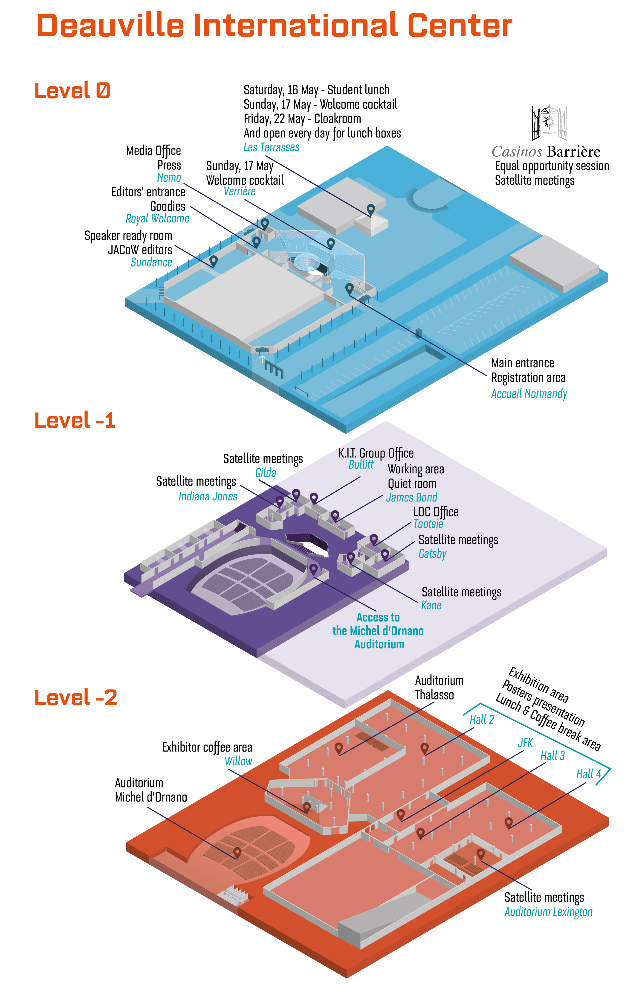 Deauville International Center
Level 0
Saturday, 16 May - Student lunch
Sunday, 17 May - Welcome cocktail
Friday, 22 May - Cloakroom
And open every day for lunch boxes
Les Terrasses
Casinos Barrière
Equal opportunity session
Satellite meetings
Media Office
Press
Nemo
Sunday, 17 May
Welcome cocktail
Verrière
Editors' entrance
Goodies
Royal Welcome
Speaker ready room
JACoW editors
Sundance
Main entrance
Registration area
Accueil Normandy
Level -1
Satellite meetings
Gilda
Satellite meetings
Indiana Jones
K.I.T. Group Office
Bullitt
Working area
Quiet room
James Bond
LOC Office
Tootsie
Satellite meetings
Gatsby
Satellite meetings
Kane
Access to
the Michel d'Ornano
Auditorium
Level -2
Auditorium
Thalasso
Exhibition area
Posters presentation
Lunch & Coffee break area
Hall 2
JFK
Hall 3
Hall 4
Exhibitor coffee area
Willow
Auditorium
Michel d'Ornano
Satellite meetings
Auditorium Lexington